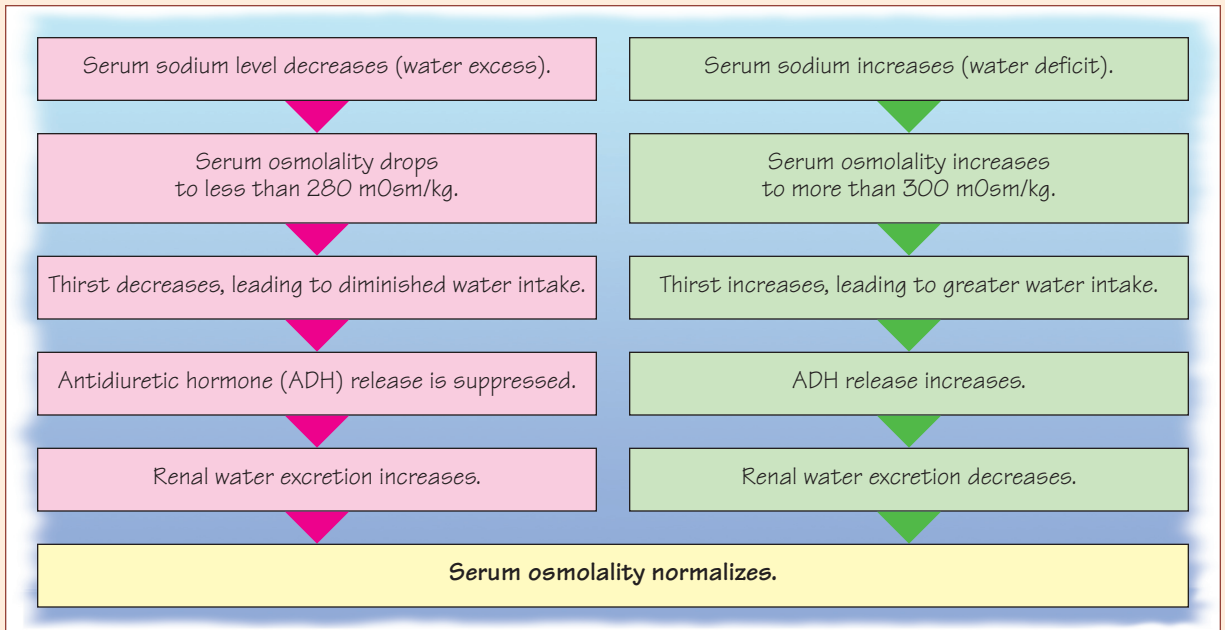 Serum sodium level decreases (water excess).
Serum osmolality drops
to less than 280 mOsm/kg.
Thirst decreases, leading to diminished water intake.
Antidiuretic hormone (ADH) release is suppressed.
Renal water excretion increases.
Serum sodium increases (water deficit).
Serum osmolality increases
to more than 300 mOsm/kg.
Thirst increases, leading to greater water intake.
ADH release increases.
Renal water excretion decreases.
Serum osmolality normalizes.